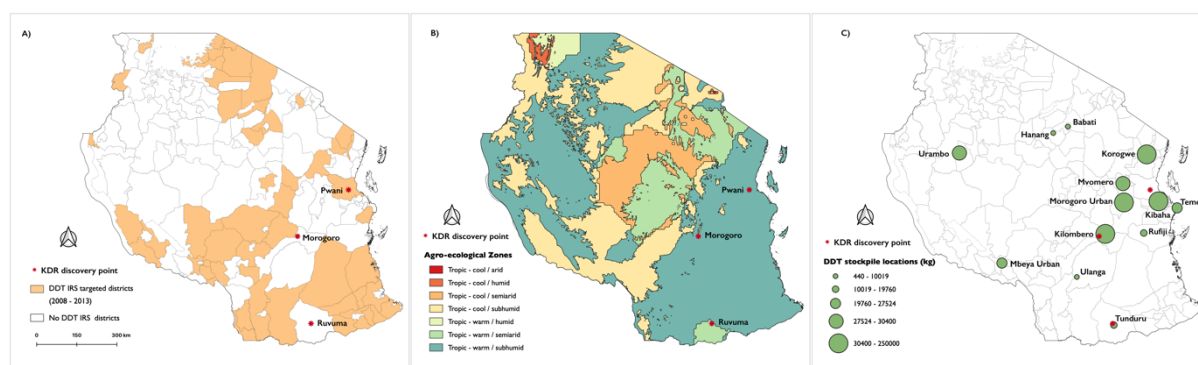 A)
Pwani
Morogoro
KDR discovery point
DDT IRS targeted districts
(2008 - 2013)
No DDT IRS districts
Ruvuma
0 150 300 km
B)
Pwani
Morogoro
KDR discovery point
Agro-ecological Zones
Tropic - cool / arid
Tropic - cool / humid
Tropic - cool / semiarid
Tropic - cool / subhumid
Tropic - warm / humid
Tropic - warm / semiarid
Tropic - warm / subhumid
Ruvuma
C)
Babati
Hanang
Urambo
Korogwe
Mvomero
Morogoro Urban
Kibaha
Teme
Kilombero
Rufiji
KDR discovery point
Mbeya Urban
DDT stockpile locations (kg)
Ulanga
440 - 10019
10019 - 19760
19760 - 27524
27524 - 30400
30400 - 250000
Tunduru